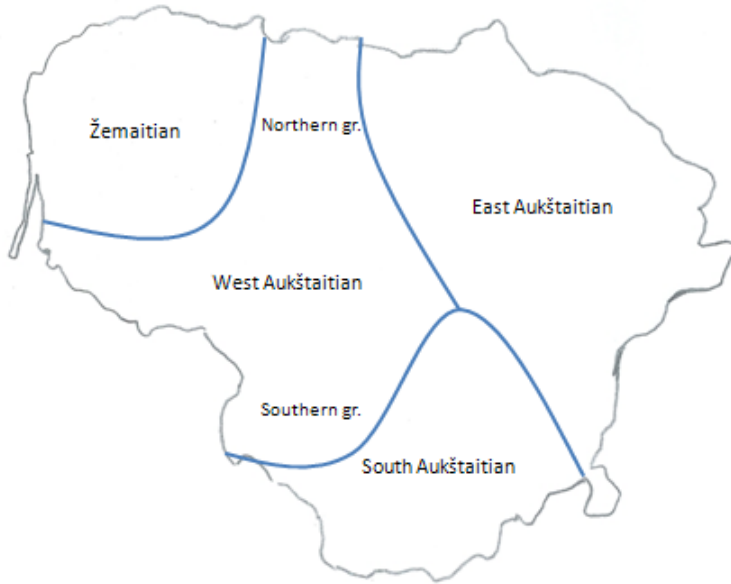 Northern gr.
Žemaitian
East Aukštaitian
West Aukštaitian
Southern gr.
South Aukštaitian